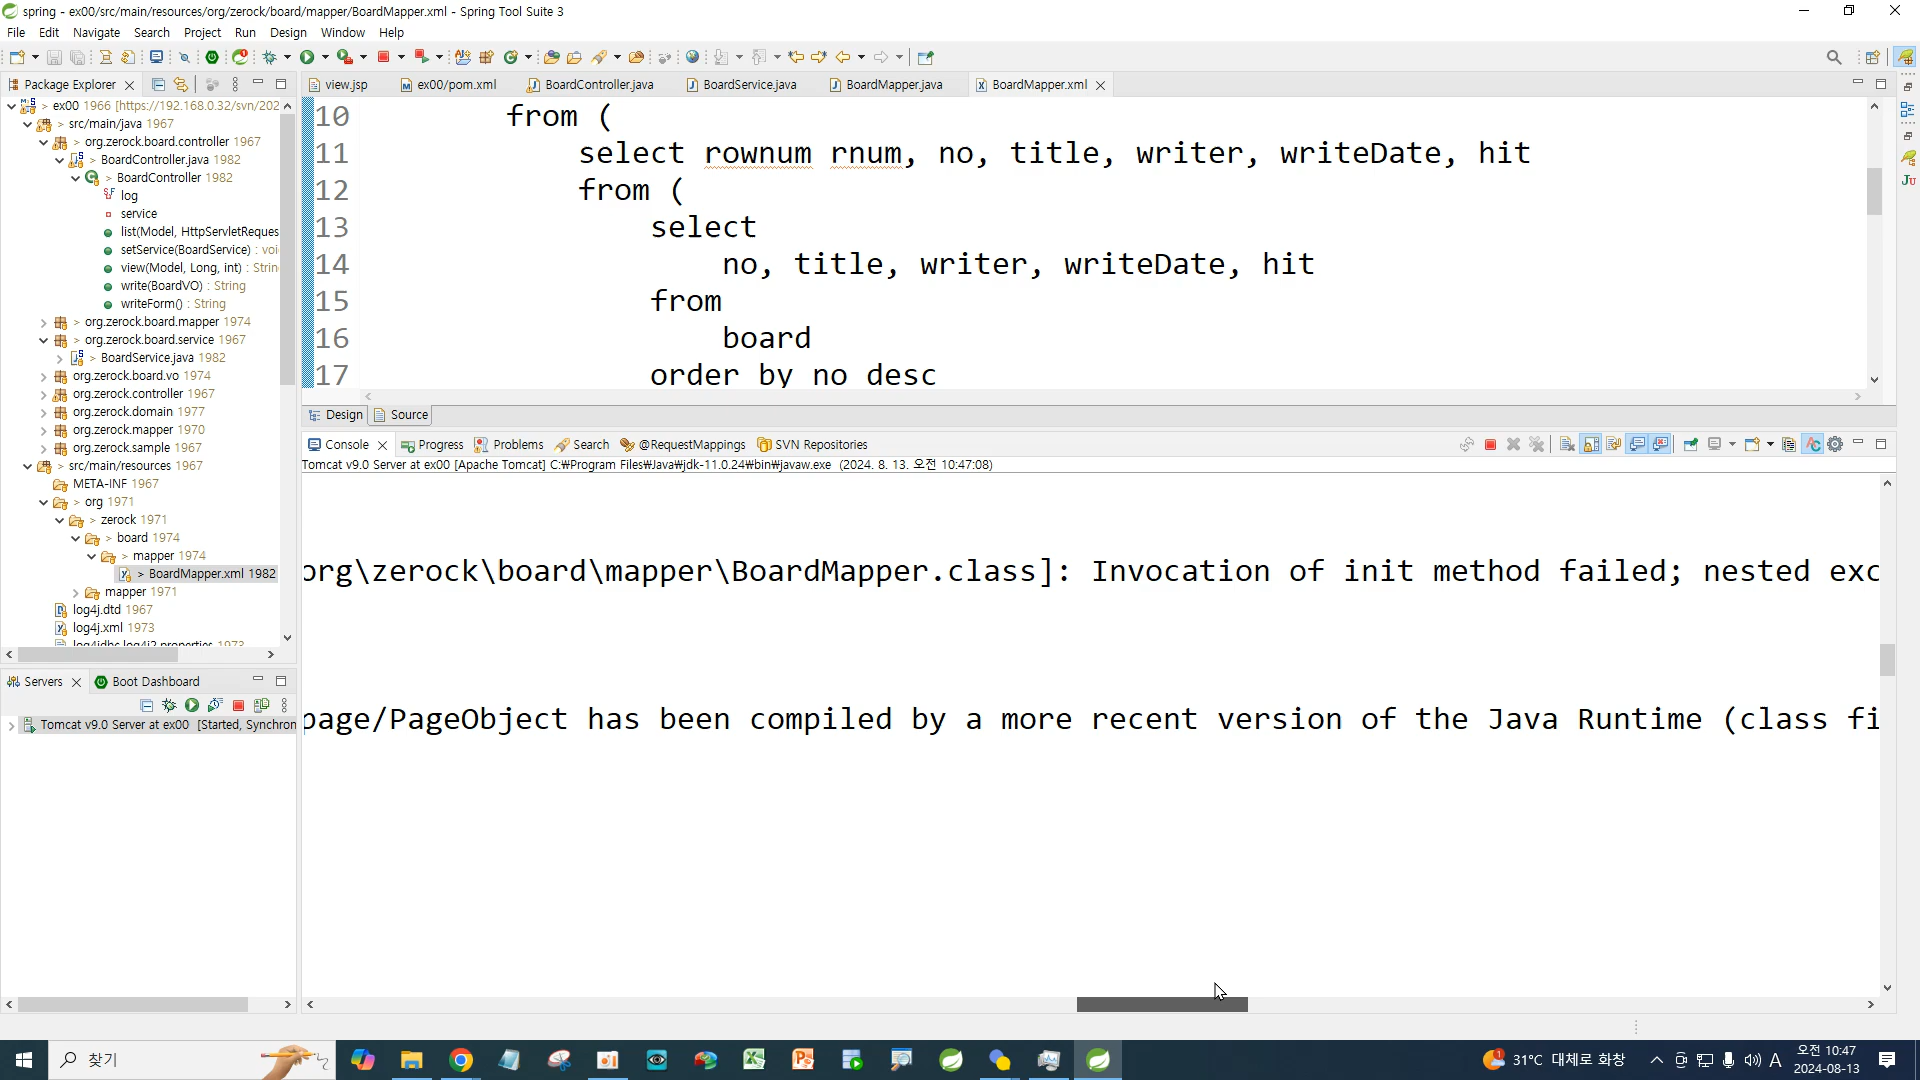 spring - ex00/src/main/resources/org/zerock/board/mapper/BoardMapper.xml - Spring Tool Suite 3
File Edit Navigate Search Project Run Design Window Help
Package Explorer
view.jsp ex00/pom.xml BoardController.java BoardService.java BoardMapper.java BoardMapper.xml
> ex00 1966 [https://192.168.0.32/svn/202
> src/main/java 1967
> org.zerock.board.controller 1967
> BoardController.java 1982
> BoardController 1982
log
service
list(Model, HttpServletReques
setService(BoardService) : voi
view(Model, Long, int) : Strin
write(BoardVO) : String
writeForm() : String
> org.zerock.board.mapper 1974
> org.zerock.board.service 1967
> BoardService.java 1982
org.zerock.board.vo 1974
org.zerock.controller 1967
org.zerock.domain 1977
org.zerock.mapper 1970
org.zerock.sample 1967
> src/main/resources 1967
META-INF 1967
> org 1971
> zerock 1971
> board 1974
> mapper 1974
> BoardMapper.xml 1982
mapper 1971
log4j.dtd 1967
log4j.xml 1973
log4jdbc.log4j2.properties 1973
10 from (
11 select rownum rnum, no, title, writer, writeDate, hit
12 from (
13 select
14 no, title, writer, writeDate, hit
15 from
16 board
17 order by no desc
Design Source
Console Progress Problems Search @RequestMappings SVN Repositories
Tomcat v9.0 Server at ex00 [Apache Tomcat] C:₩Program Files₩Java₩jdk-11.0.24₩bin₩javaw.exe (2024. 8. 13. 오전 10:47:08)
org\zerock\board\mapper\BoardMapper.class]: Invocation of init method failed; nested exc
page/PageObject has been compiled by a more recent version of the Java Runtime (class fi
Servers Boot Dashboard
Tomcat v9.0 Server at ex00 [Started, Synchron
찾기
31°C 대체로 화창
A
오전 10:47
2024-08-13